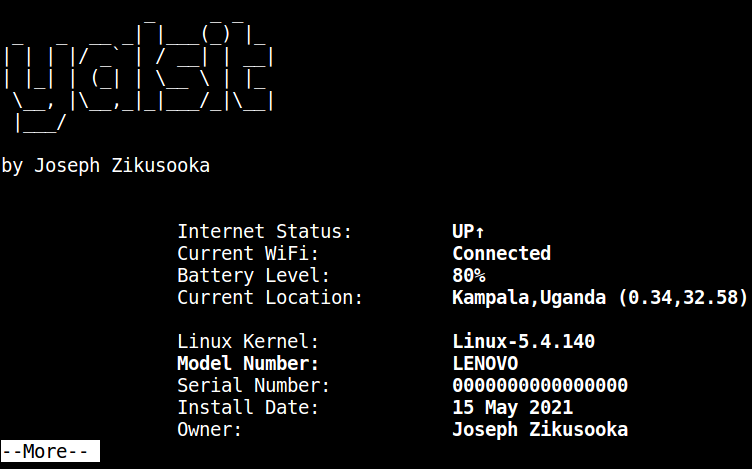 ydsit
by Joseph Zikusooka
Internet Status: UP↑
Current WiFi: Connected
Battery Level: 80%
Current Location: Kampala,Uganda (0.34,32.58)
Linux Kernel: Linux-5.4.140
Model Number: LENOVO
Serial Number: 0000000000000000
Install Date: 15 May 2021
Owner: Joseph Zikusooka
--More--